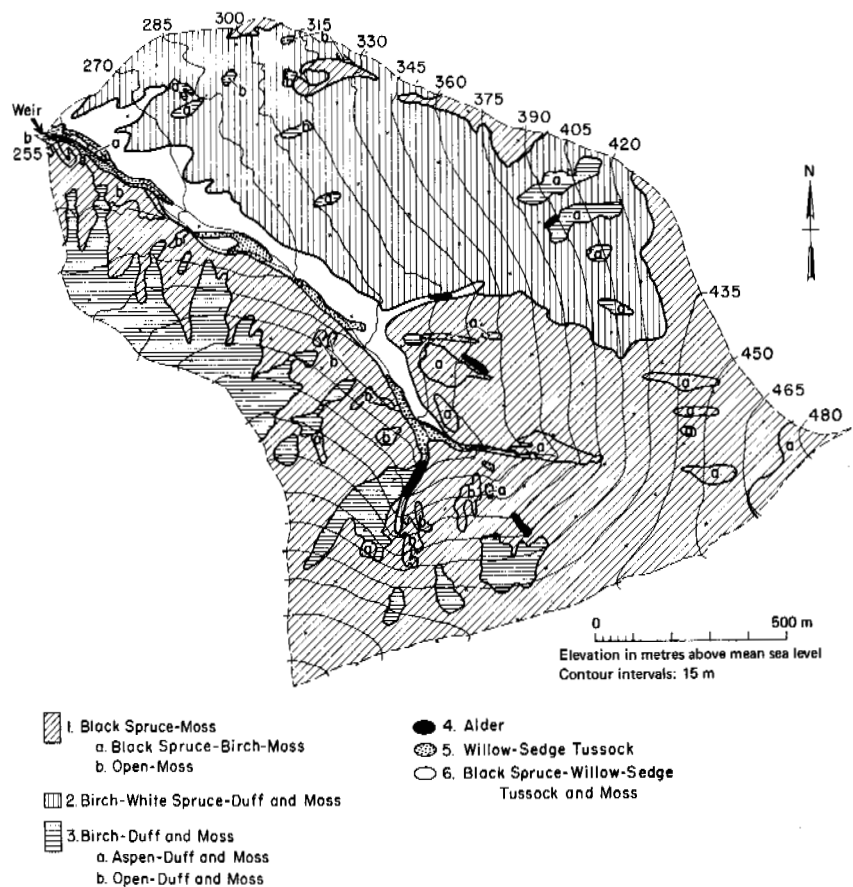 300
315
285
b
330
270
345
360
375
390
405
420
Weir
b
255
a
b
N
435
450
465
480
a
0 500 m
Elevation in metres above mean sea level
Contour intervals: 15 m
1. Black Spruce-Moss
a. Black Spruce-Birch-Moss
b. Open-Moss
2. Birch-White Spruce-Duff and Moss
3. Birch-Duff and Moss
a. Aspen-Duff and Moss
b. Open-Duff and Moss
4. Alder
5. Willow-Sedge Tussock
6. Black Spruce-Willow-Sedge
Tussock and Moss